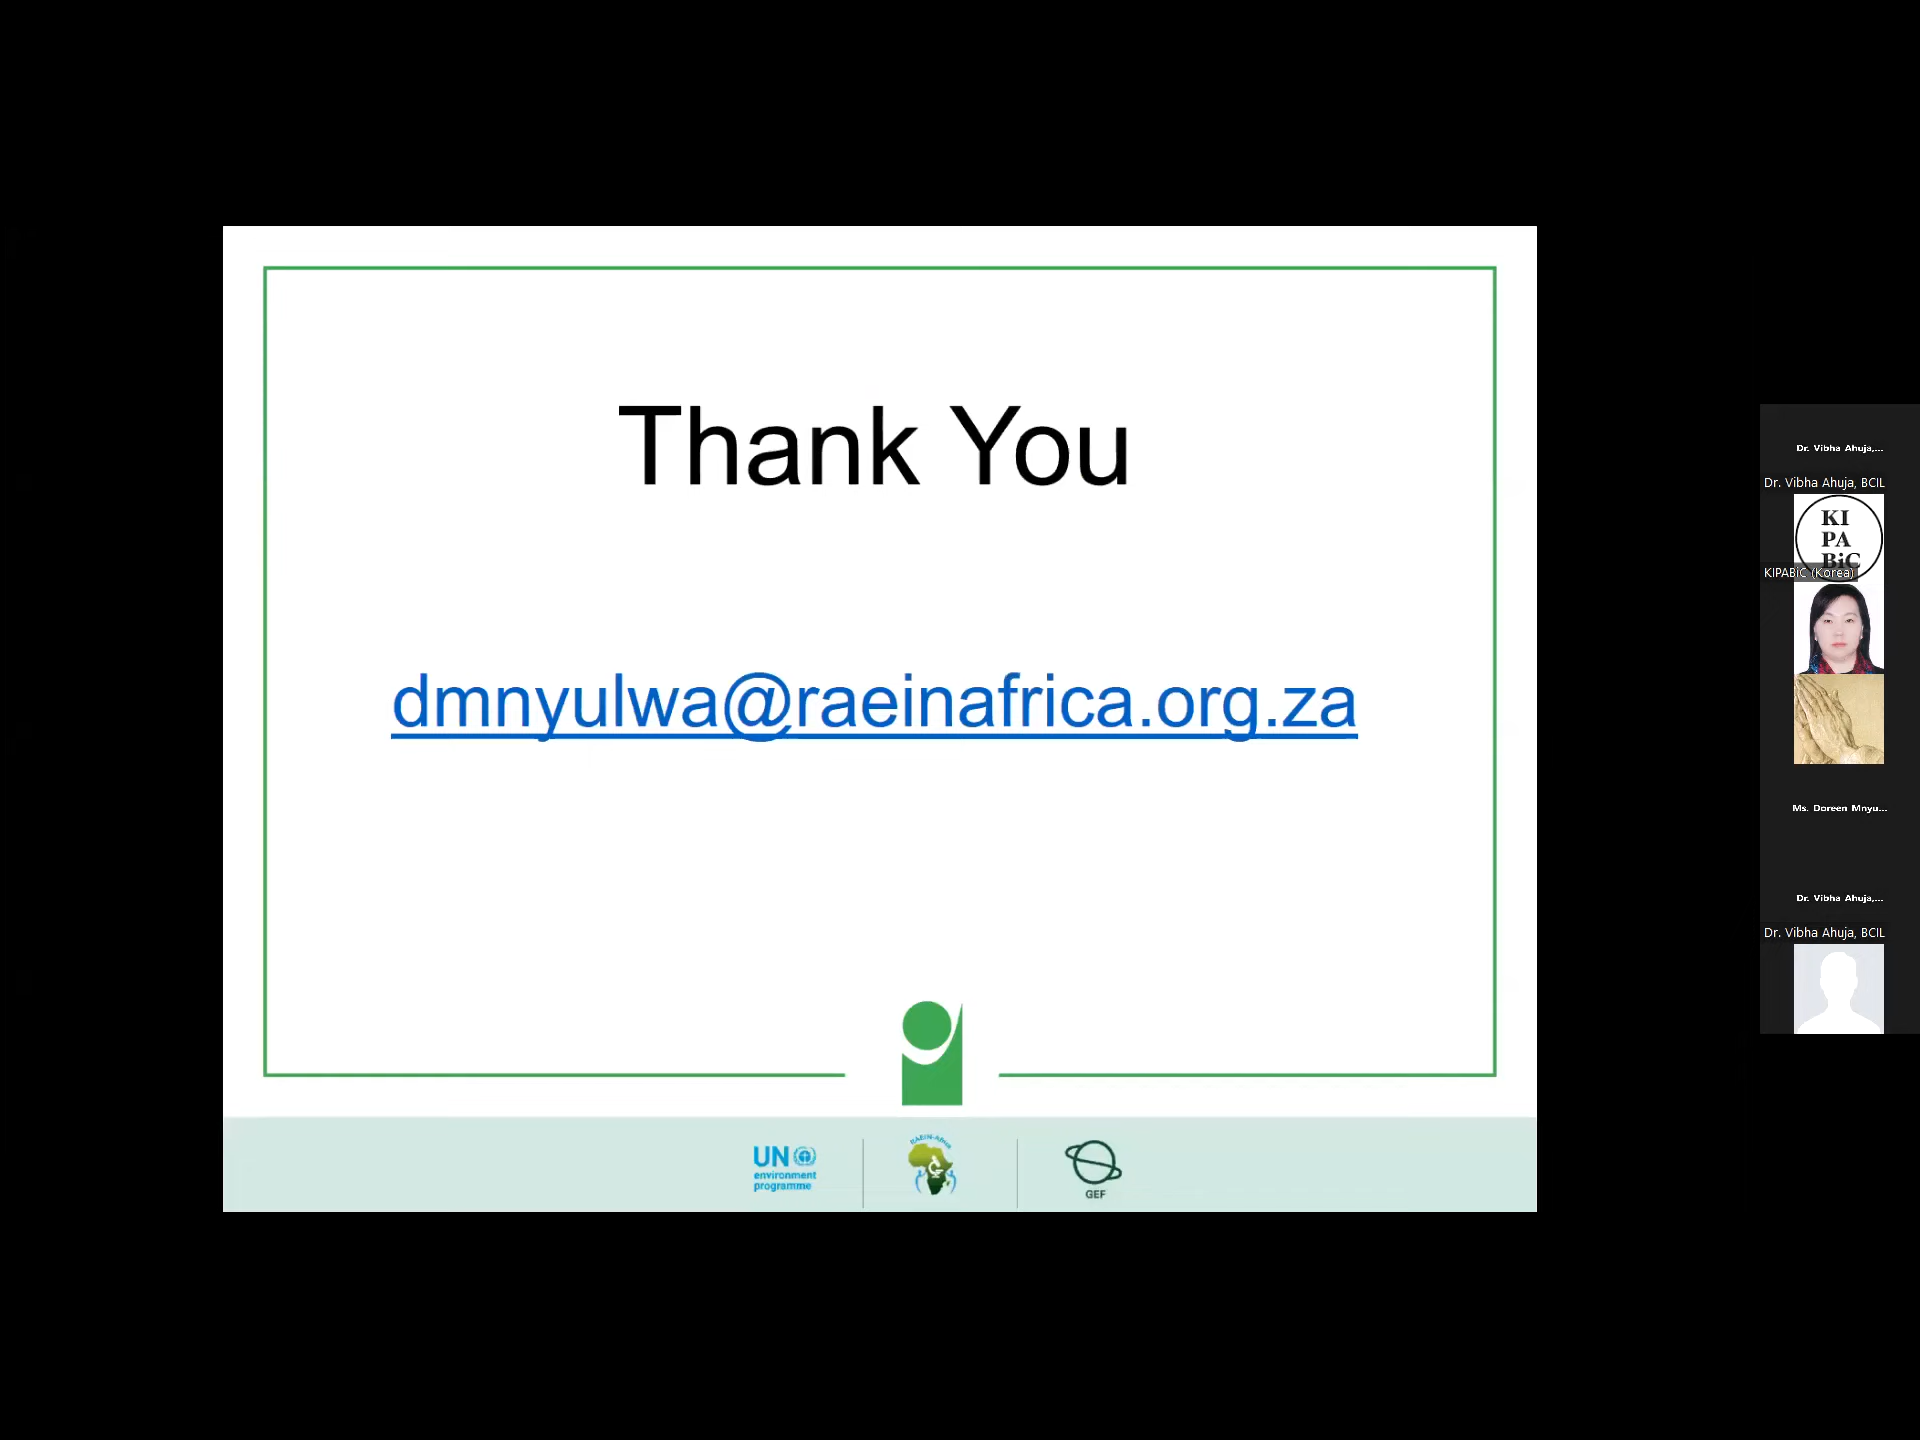 Thank You
dmnyulwa@raeinafrica.org.za
UN
environment
programme
GEF
Dr. Vibha Ahuja,...
Dr. Vibha Ahuja, BCIL
KI
PA
BiC
KIPABiC (Korea)
Ms. Doreen Mnyu...
Dr. Vibha Ahuja,...
Dr. Vibha Ahuja, BCIL